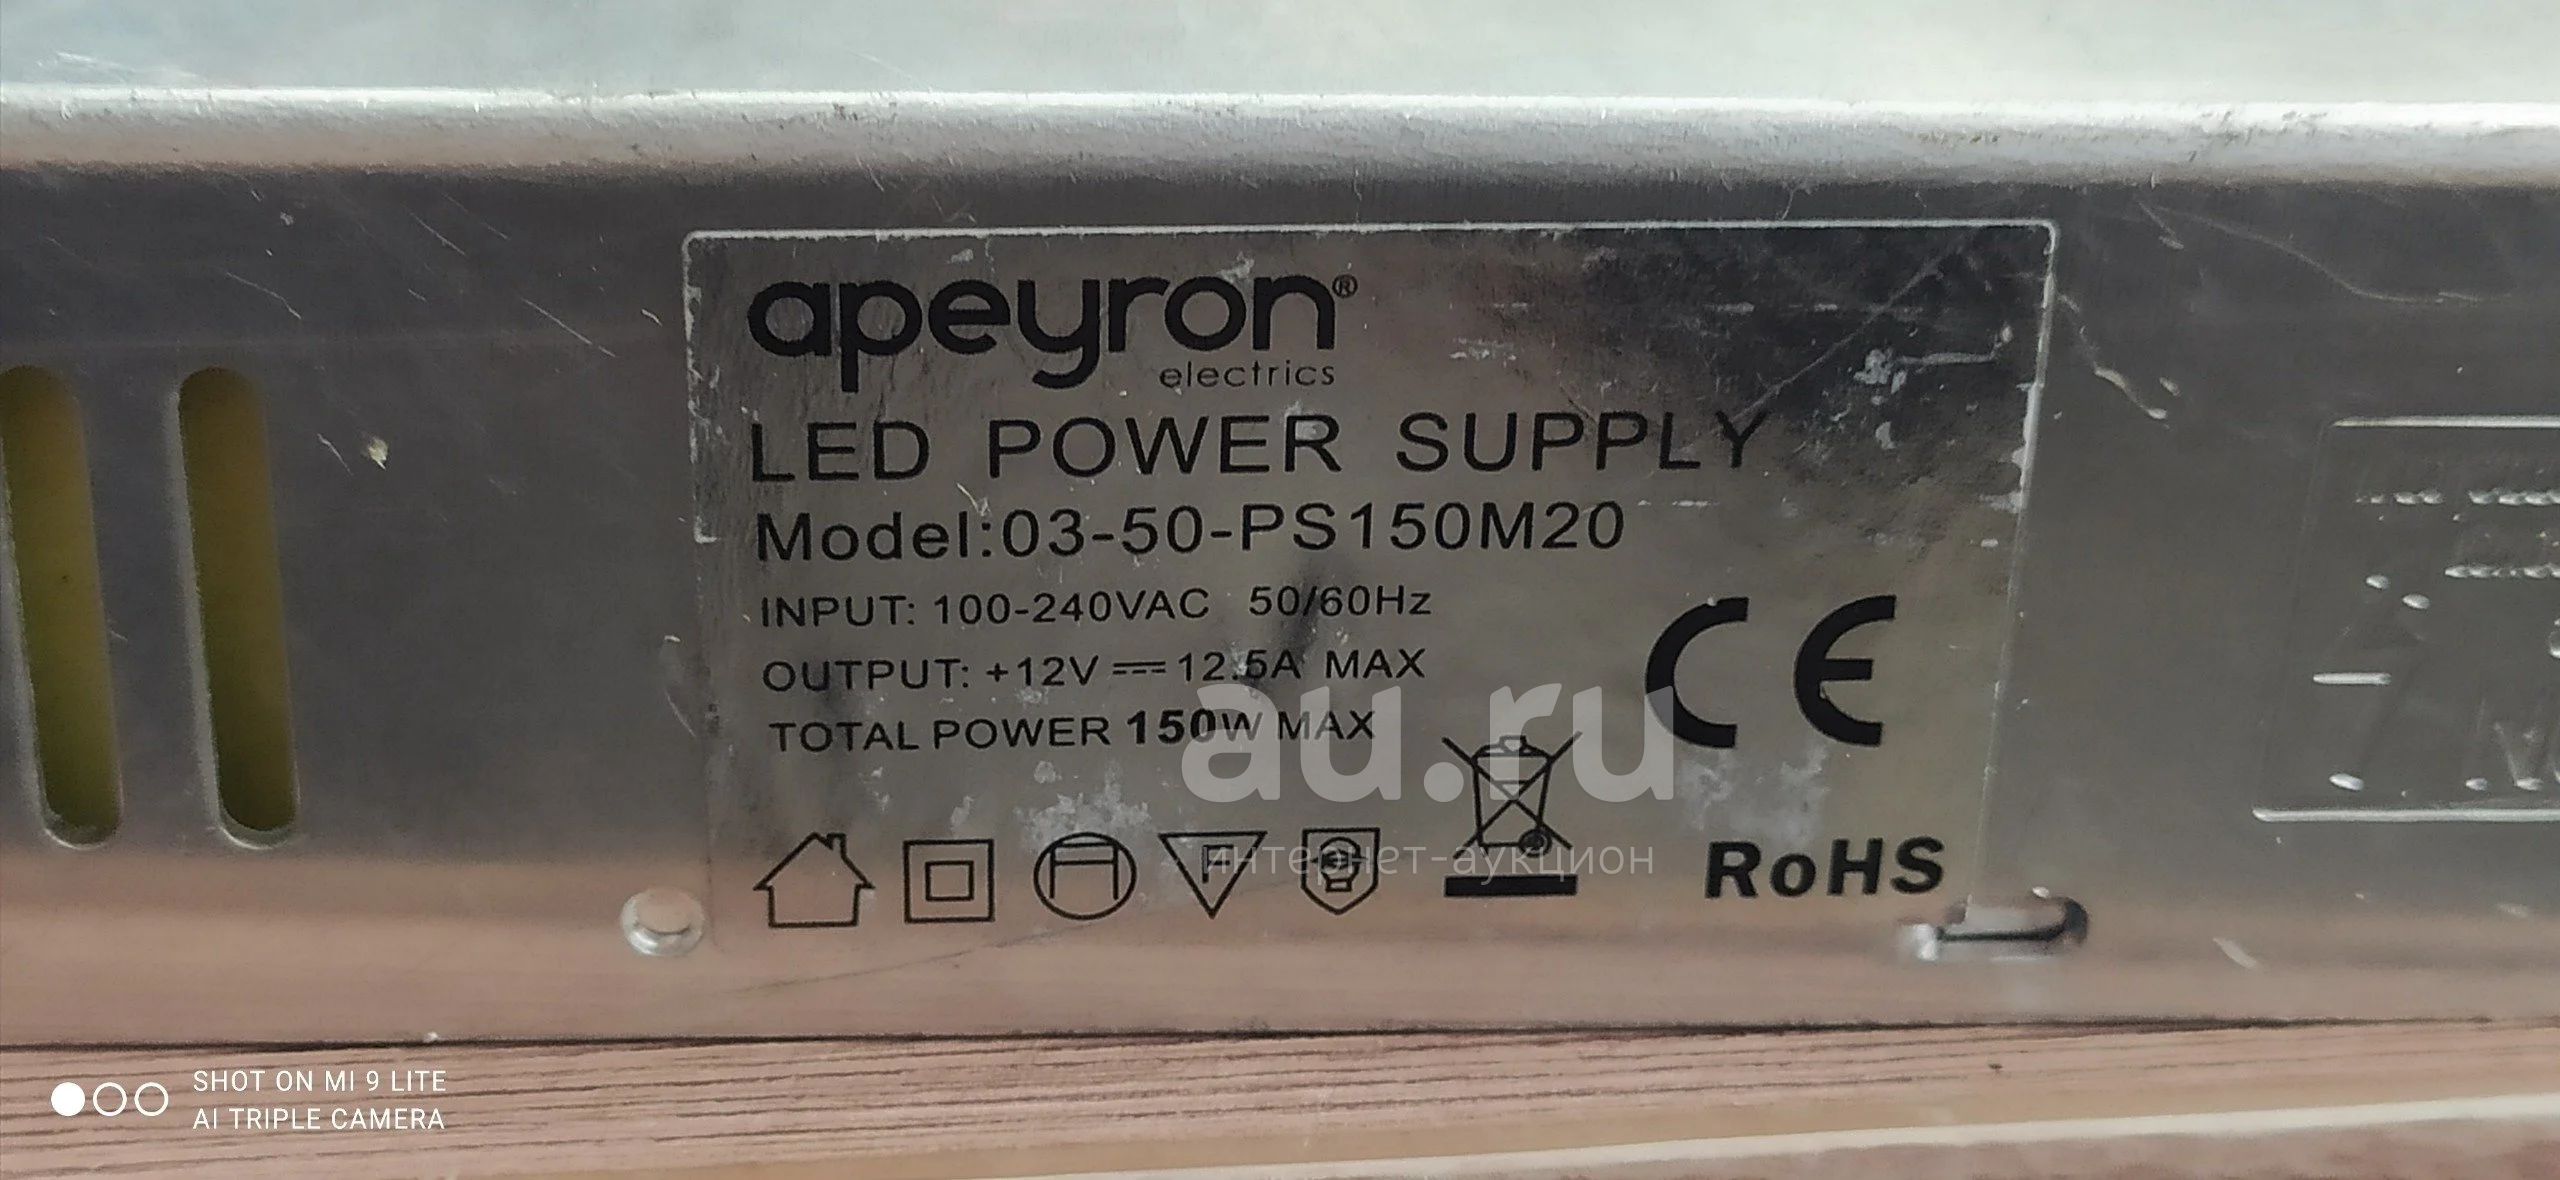 apeyron®
electrics
LED POWER SUPPLY
Model:03-50-PS150M20
INPUT: 100-240VAC 50/60Hz
OUTPUT: +12V ⎓ 12.5A MAX
TOTAL POWER 150W MAX
F
CE
RoHS
au.ru
интернет-аукцион
SHOT ON MI 9 LITE
AI TRIPLE CAMERA